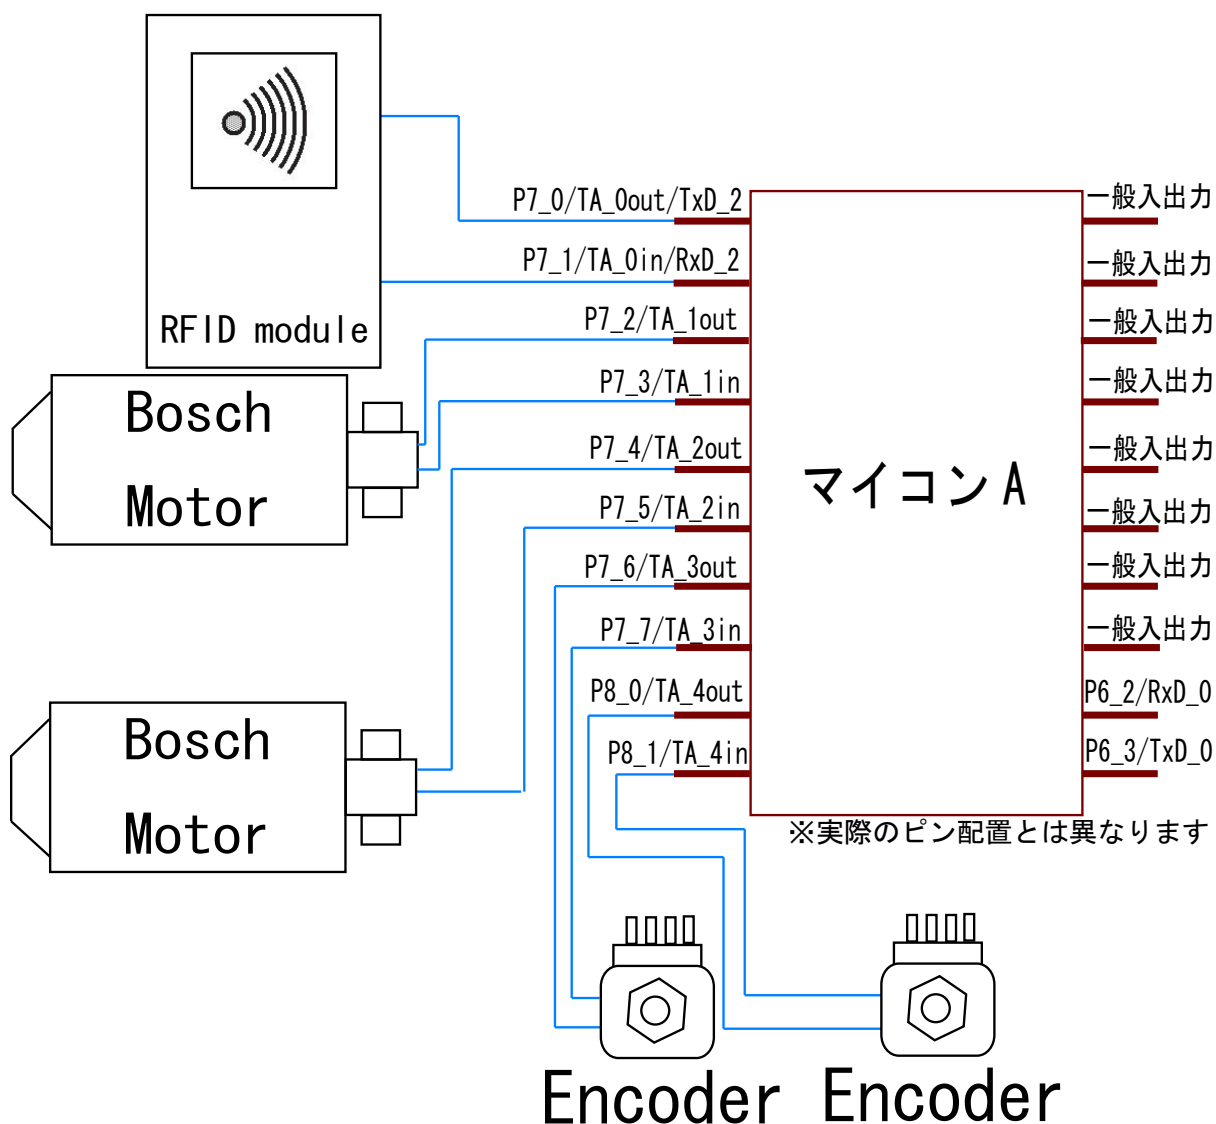 RFID module
Bosch
Motor
Bosch
Motor
P7_0/TA_0out/TxD_2
P7_1/TA_0in/RxD_2
P7_2/TA_1out
P7_3/TA_1in
P7_4/TA_2out
P7_5/TA_2in
P7_6/TA_3out
P7_7/TA_3in
P8_0/TA_4out
P8_1/TA_4in
マイコンA
一般入出力
一般入出力
一般入出力
一般入出力
一般入出力
一般入出力
一般入出力
一般入出力
P6_2/RxD_0
P6_3/TxD_0
※実際のピン配置とは異なります
Encoder
Encoder